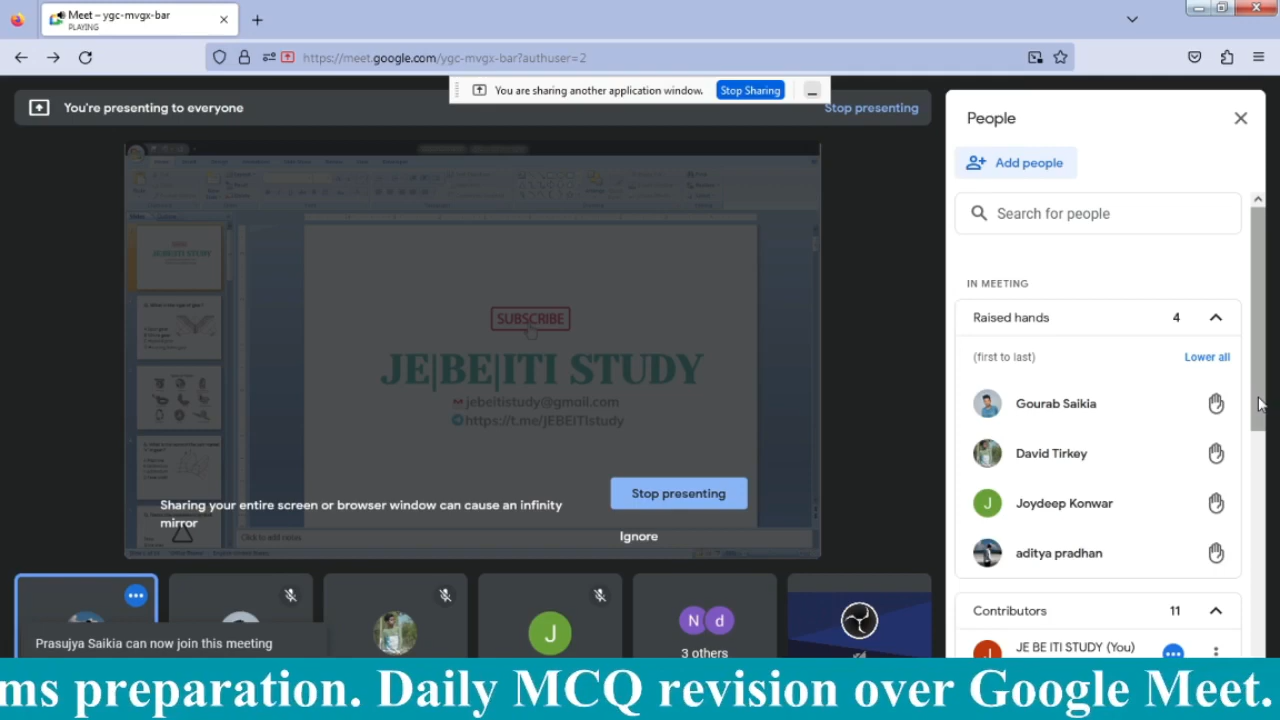 Meet – ygc-mvgx-bar
PLAYING
https://meet.google.com/ygc-mvgx-bar?authuser=2
You are sharing another application window.
Stop Sharing
You're presenting to everyone
Stop presenting
SUBSCRIBE
JE|BE|ITI STUDY
jebeitistudy@gmail.com
https://t.me/JEBEITIstudy
Click to add notes
Sharing your entire screen or browser window can cause an infinity
mirror
Stop presenting
Ignore
People
Add people
Search for people
IN MEETING
Raised hands 4
(first to last) Lower all
Gourab Saikia
David Tirkey
J Joydeep Konwar
aditya pradhan
Contributors 11
J JE BE ITI STUDY (You)
J
N d
3 others
Prasujya Saikia can now join this meeting
ms preparation. Daily MCQ revision over Google Meet.